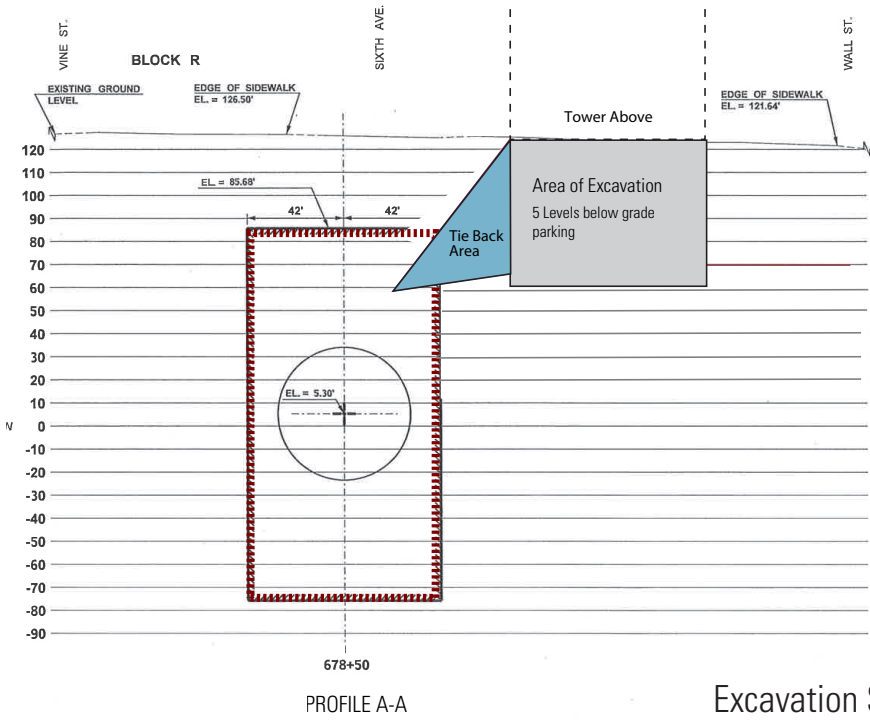 VINE ST.
SIXTH AVE.
WALL ST.
BLOCK R
EXISTING GROUND
LEVEL
EDGE OF SIDEWALK
EL. = 126.50'
EDGE OF SIDEWALK
EL. = 121.64'
Tower Above
120
110
100
90
80
70
60
50
40
30
20
10
0
-10
-20
-30
-40
-50
-60
-70
-80
-90
EL. = 85.68'
42'
42'
Area of Excavation
5 Levels below grade
parking
Tie Back
Area
EL. = 5.30'
678+50
PROFILE A-A
Excavation